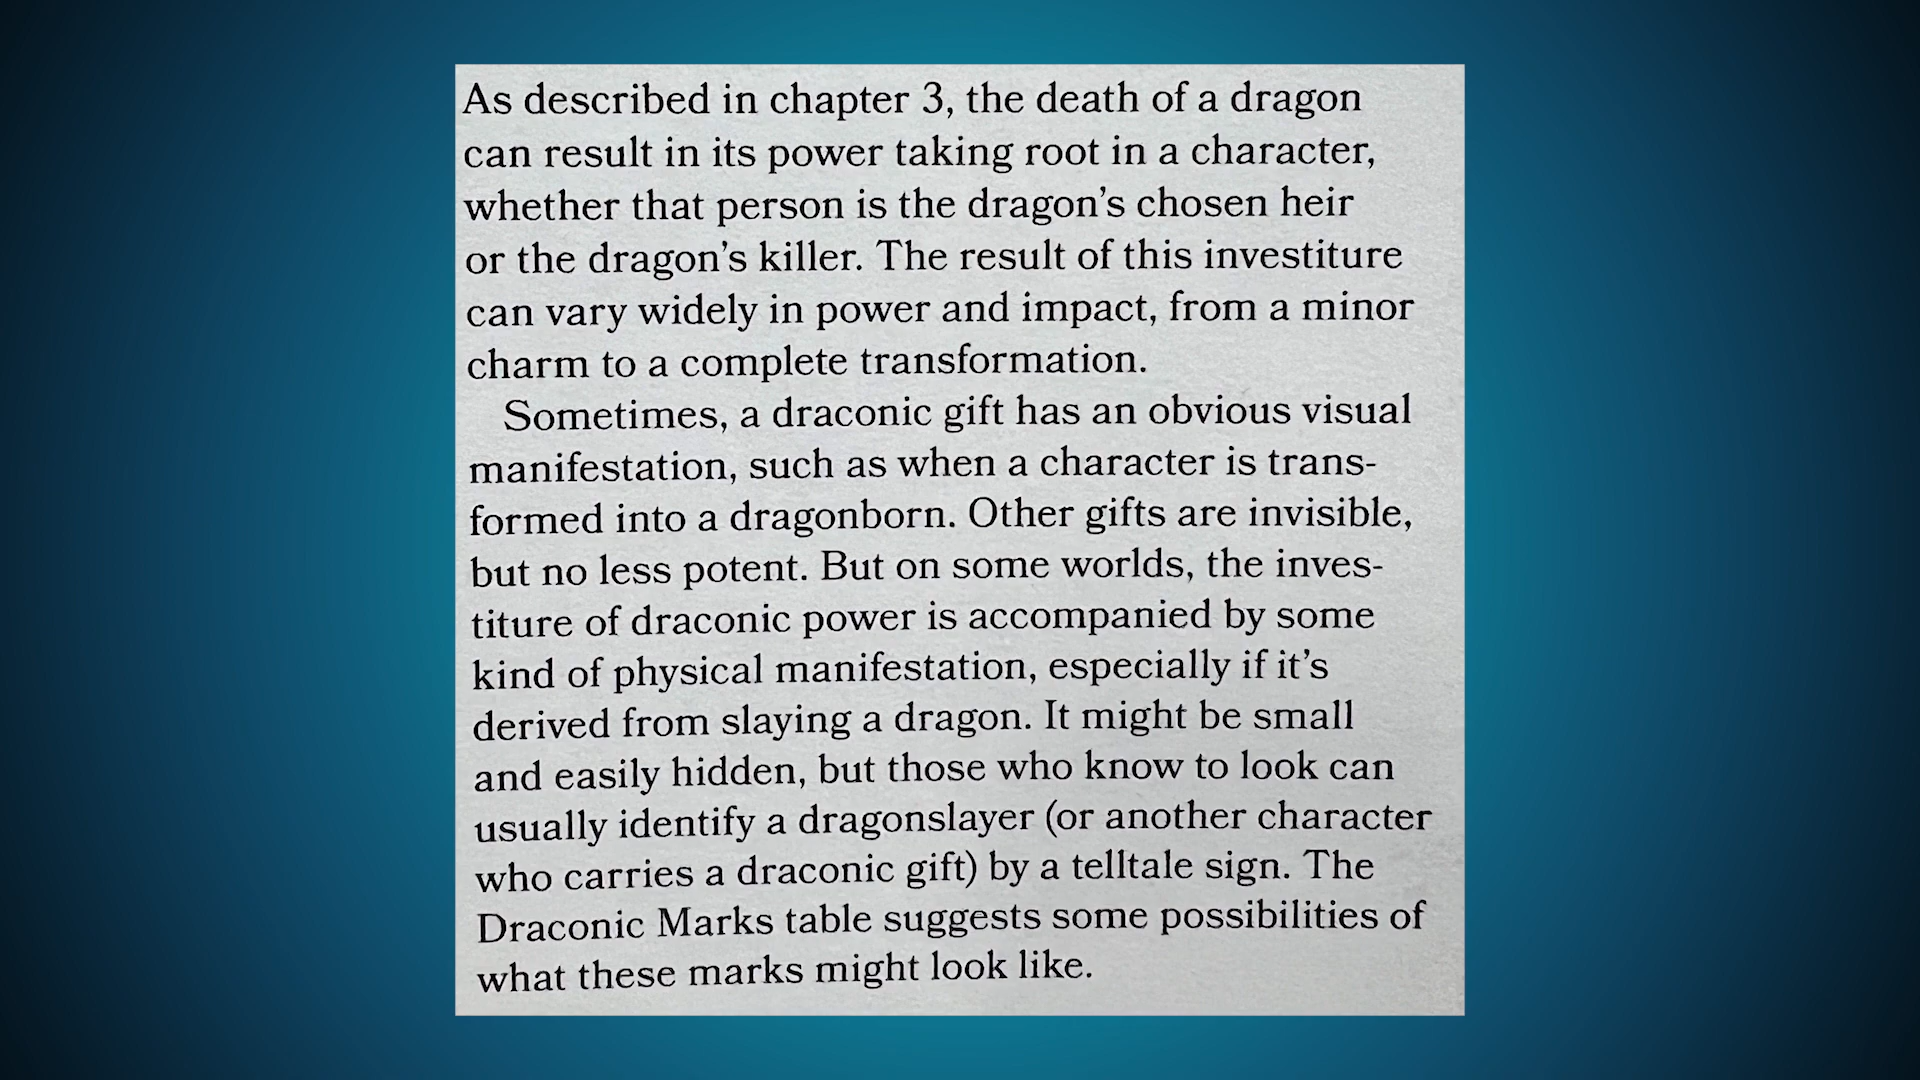 As described in chapter 3, the death of a dragon
can result in its power taking root in a character,
whether that person is the dragon's chosen heir
or the dragon's killer. The result of this investiture
can vary widely in power and impact, from a minor
charm to a complete transformation.
Sometimes, a draconic gift has an obvious visual
manifestation, such as when a character is trans-
formed into a dragonborn. Other gifts are invisible,
but no less potent. But on some worlds, the inves-
titure of draconic power is accompanied by some
kind of physical manifestation, especially if it's
derived from slaying a dragon. It might be small
and easily hidden, but those who know to look can
usually identify a dragonslayer (or another character
who carries a draconic gift) by a telltale sign. The
Draconic Marks table suggests some possibilities of
what these marks might look like.